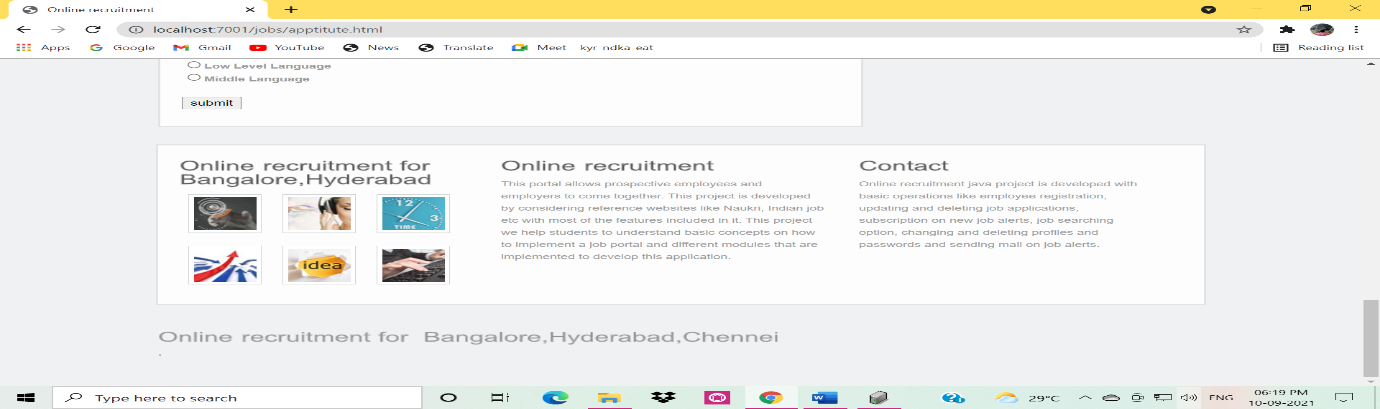 Online recruitment
localhost:7001/jobs/apptitute.html
Apps Google Gmail YouTube News Translate Meet kyr ndka eat Reading list
Low Level Language
Middle Language
submit
Online recruitment for
Bangalore,Hyderabad
12
3
TIME
idea
Online recruitment
This portal allows prospective employees and
employers to come together. This project is developed
by considering reference websites like Naukri, Indian job
etc with most of the features included in it. This project
we help students to understand basic concepts on how
to implement a job portal and different modules that are
implemented to develop this application.
Contact
Online recruitment java project is developed with
basic operations like employee registration,
updating and deleting job applications,
subscription on new job alerts, job searching
option, changing and deleting profiles and
passwords and sending mail on job alerts.
Online recruitment for Bangalore,Hyderabad,Chennei
.
Type here to search
29°C
ENG
06:19 PM
10-09-2021